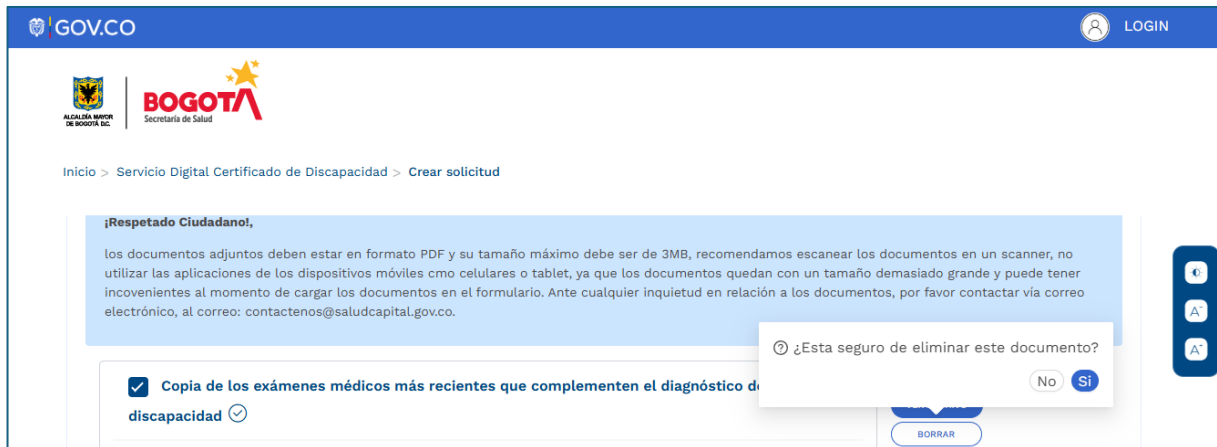 GOV.CO
LOGIN
ALCALDÍA MAYOR
DE BOGOTÁ D.C.
BOGOTÁ
Secretaría de Salud
Inicio > Servicio Digital Certificado de Discapacidad > Crear solicitud
¡Respetado Ciudadano!,
los documentos adjuntos deben estar en formato PDF y su tamaño máximo debe ser de 3MB, recomendamos escanear los documentos en un scanner, no
utilizar las aplicaciones de los dispositivos móviles cmo celulares o tablet, ya que los documentos quedan con un tamaño demasiado grande y puede tener
incovenientes al momento de cargar los documentos en el formulario. Ante cualquier inquietud en relación a los documentos, por favor contactar vía correo
electrónico, al correo: contactenos@saludcapital.gov.co.
¿Esta seguro de eliminar este documento?
No Si
Copia de los exámenes médicos más recientes que complementen el diagnóstico
discapacidad
BORRAR
A-
A+